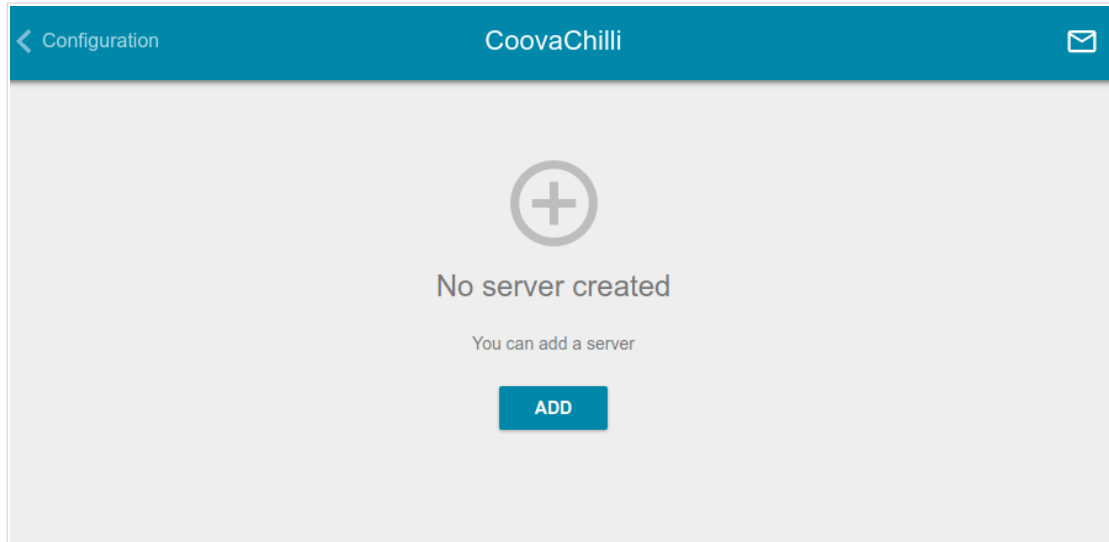 Configuration
CoovaChilli
No server created
You can add a server
ADD